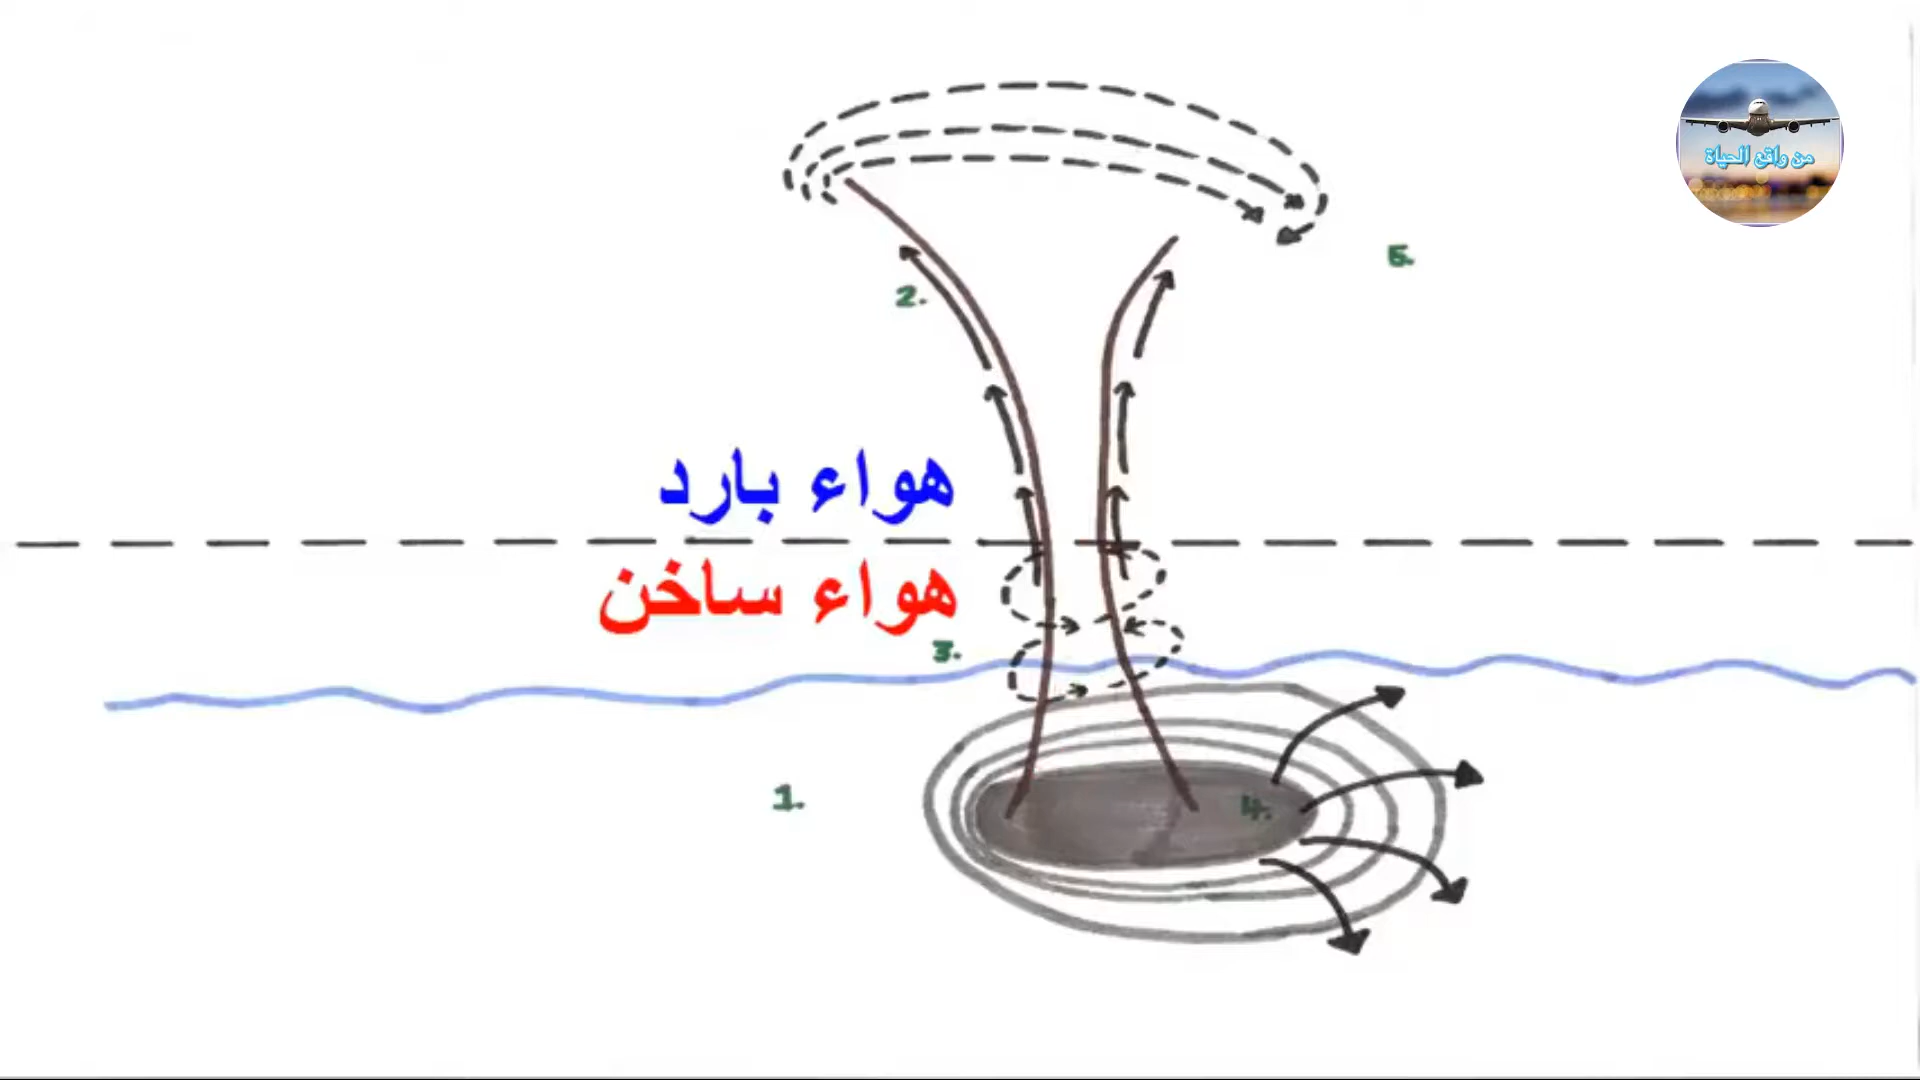 من واقع الحياة
5.
2.
هواء بارد
هواء ساخن
3.
1.
4.